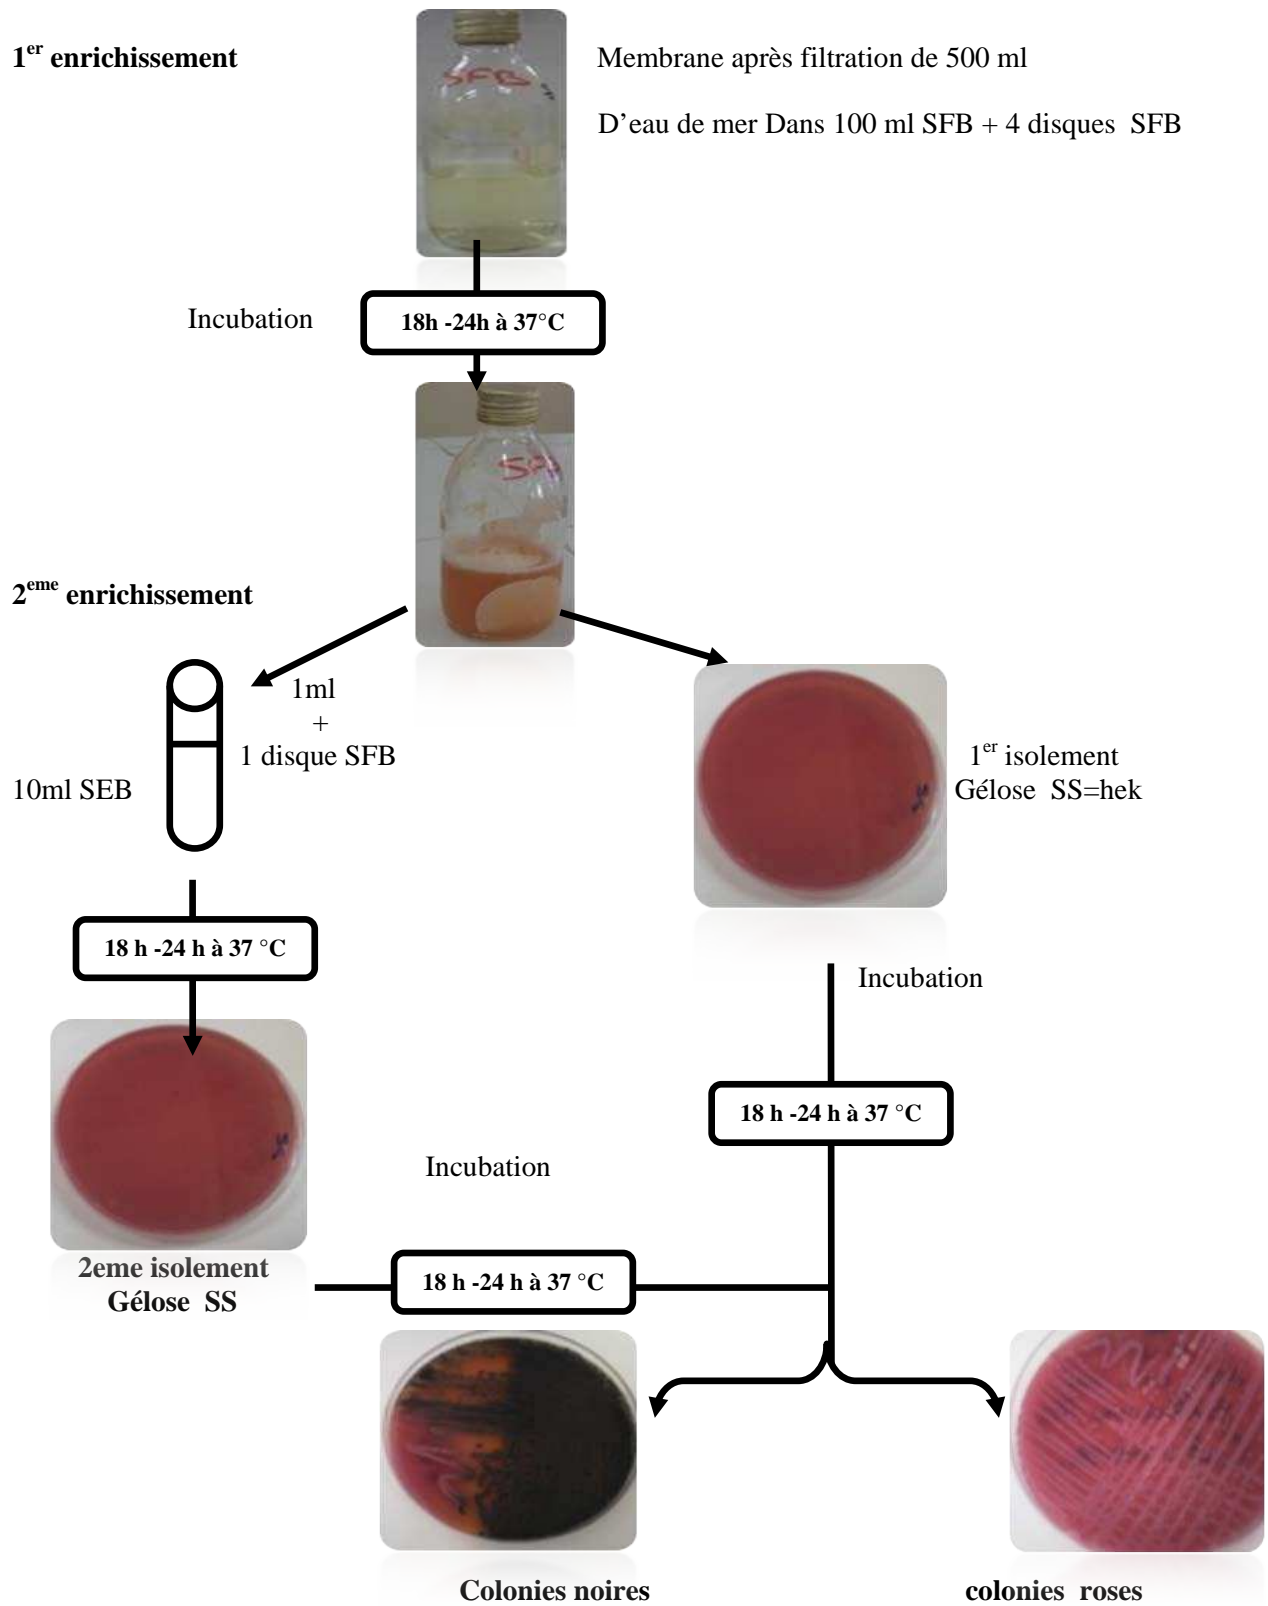 1er enrichissement
Membrane après filtration de 500 ml
D’eau de mer Dans 100 ml SFB + 4 disques SFB
SFB
Incubation
18h -24h à 37°C
2eme enrichissement
1ml
+
1 disque SFB
10ml SEB
1er isolement
Gélose SS=hek
18 h -24 h à 37 °C
Incubation
18 h -24 h à 37 °C
Incubation
2eme isolement
Gélose SS
18 h -24 h à 37 °C
Colonies noires
colonies roses